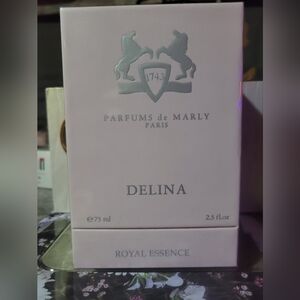 1743
PARFUMS de MARLY
PARIS
DELINA
℮75 ml 2.5 fl.oz
ROYAL ESSENCE